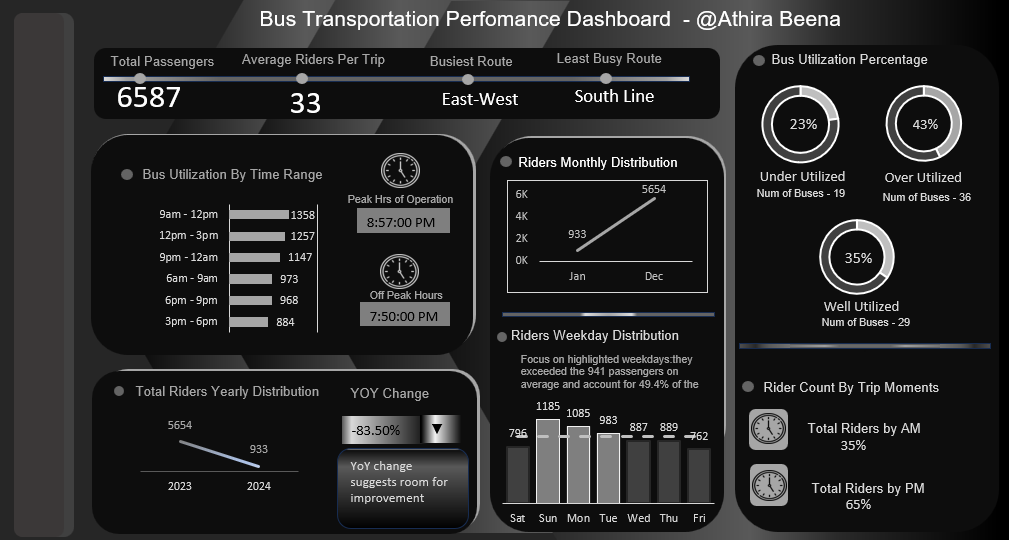 Bus Transportation Perfomance Dashboard - @Athira Beena
Total Passengers
6587
Average Riders Per Trip
33
Busiest Route
East-West
Least Busy Route
South Line
Bus Utilization By Time Range
9am - 12pm 1358
12pm - 3pm 1257
9pm - 12am 1147
6am - 9am 973
6pm - 9pm 968
3pm - 6pm 884
Peak Hrs of Operation
8:57:00 PM
Off Peak Hours
7:50:00 PM
Total Riders Yearly Distribution
5654
933
2023 2024
YOY Change
-83.50% ▼
YoY change
suggests room for
improvement
Riders Monthly Distribution
6K
4K
2K
0K
933
5654
Jan Dec
Riders Weekday Distribution
Focus on highlighted weekdays:they
exceeded the 941 passengers on
average and account for 49.4% of the
796 1185 1085 983 887 889 762
Sat Sun Mon Tue Wed Thu Fri
Bus Utilization Percentage
23%
Under Utilized
Num of Buses - 19
43%
Over Utilized
Num of Buses - 36
35%
Well Utilized
Num of Buses - 29
Rider Count By Trip Moments
Total Riders by AM
35%
Total Riders by PM
65%